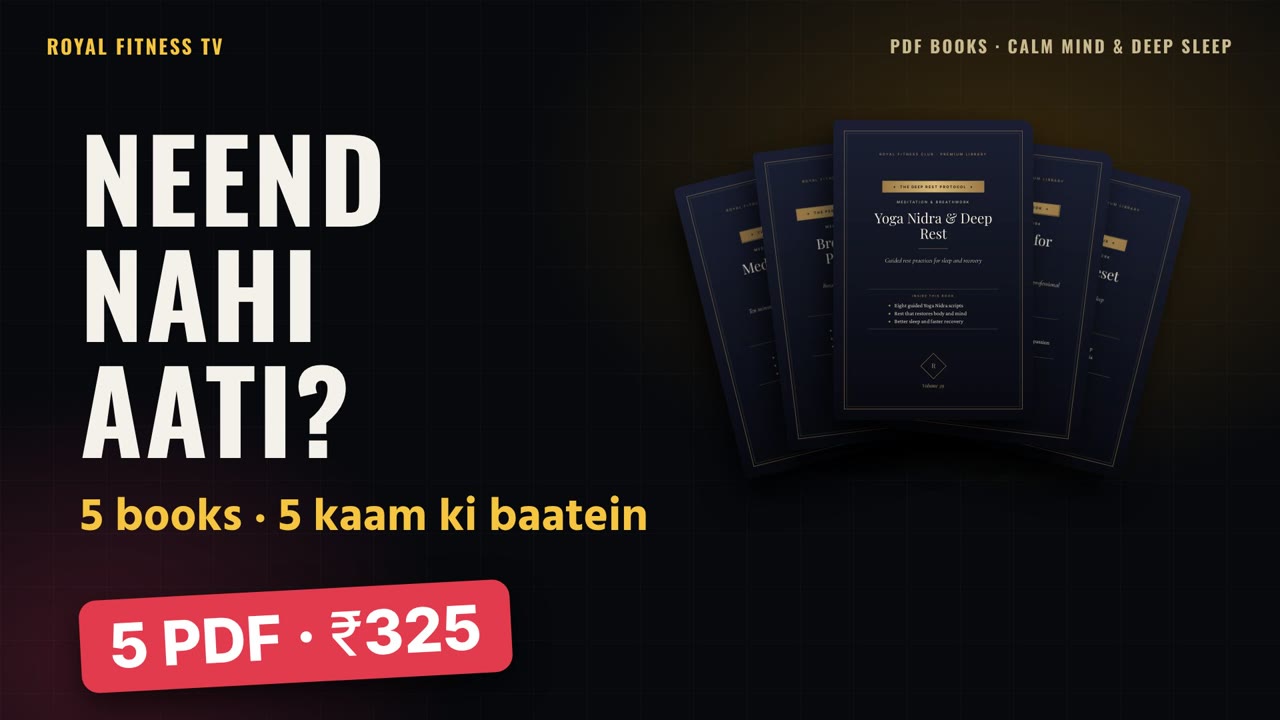 ROYAL FITNESS TV
PDF BOOKS · CALM MIND & DEEP SLEEP
NEEND
NAHI
AATI?
5 books · 5 kaam ki baatein
5 PDF · ₹325
ROYAL FITNESS CLUB · PREMIUM LIBRARY
THE DEEP REST PROTOCOL
MEDITATION & BREATHWORK
Yoga Nidra & Deep
Rest
Guided rest practices for sleep and recovery
INSIDE THIS BOOK
Eight guided Yoga Nidra scripts
Rest that restores body and mind
Better sleep and faster recovery
R
for